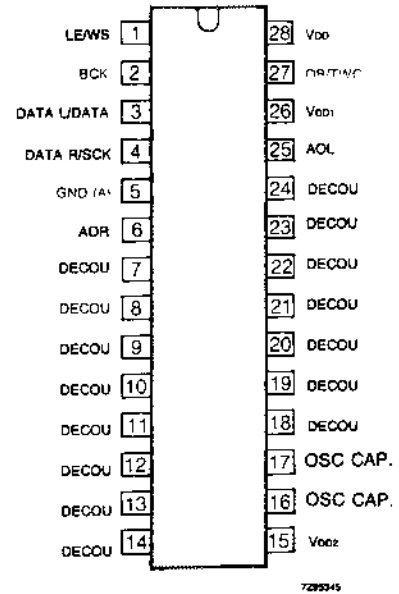 LE/WS 1
BCK 2
DATA L/DATA 3
DATA R/SCK 4
GND (A) 5
AOR 6
DECOU 7
DECOU 8
DECOU 9
DECOU 10
DECOU 11
DECOU 12
DECOU 13
DECOU 14
28 VDD
27
26 VDD1
25 AOL
24 DECOU
23 DECOU
22 DECOU
21 DECOU
20 DECOU
19 DECOU
18 DECOU
17 OSC CAP.
16 OSC CAP.
15 VDD2
7295345